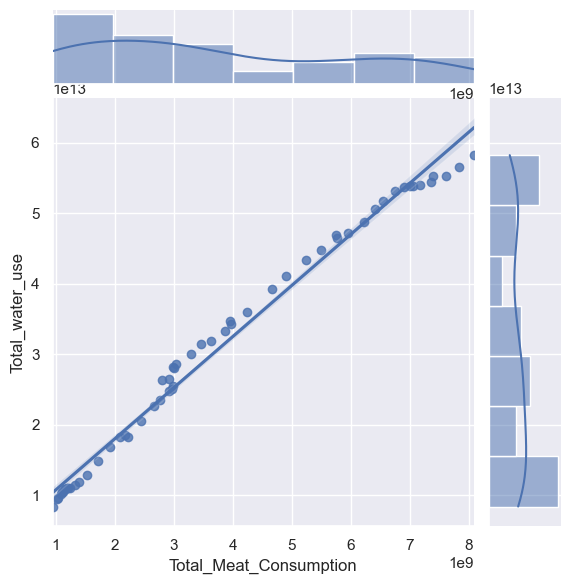 1e13
1e9
1e13
6
5
4
3
2
1
Total_water_use
1 2 3 4 5 6 7 8
1e9
Total_Meat_Consumption